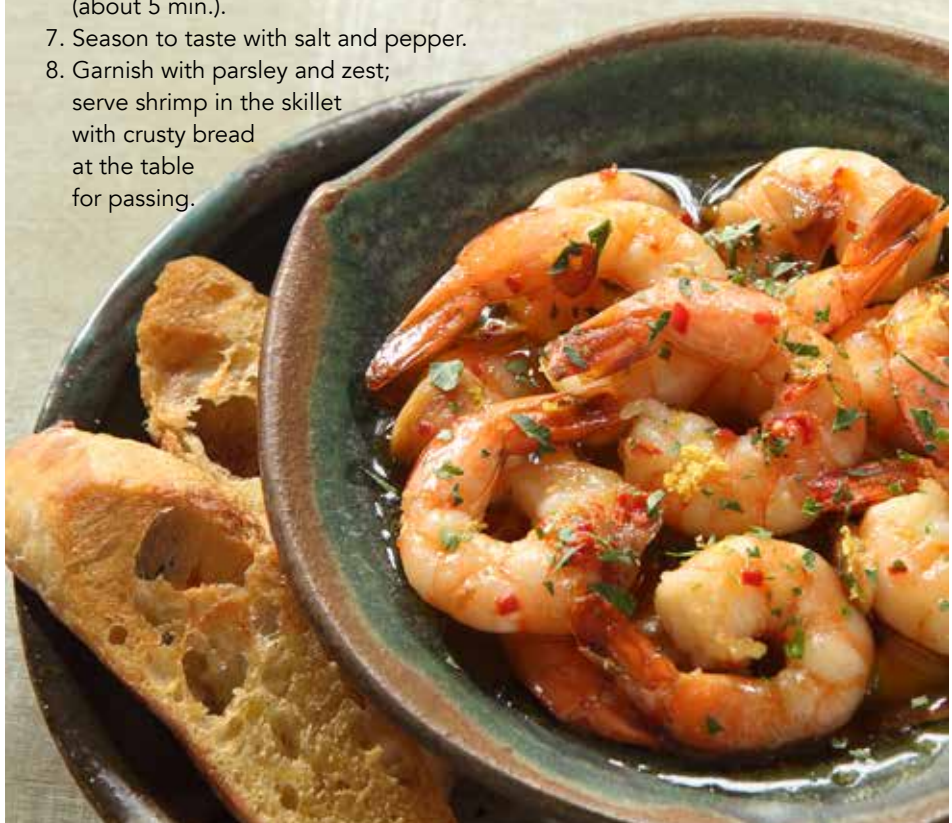 (about 5 min.).
7. Season to taste with salt and pepper.
8. Garnish with parsley and zest;
serve shrimp in the skillet
with crusty bread
at the table
for passing.